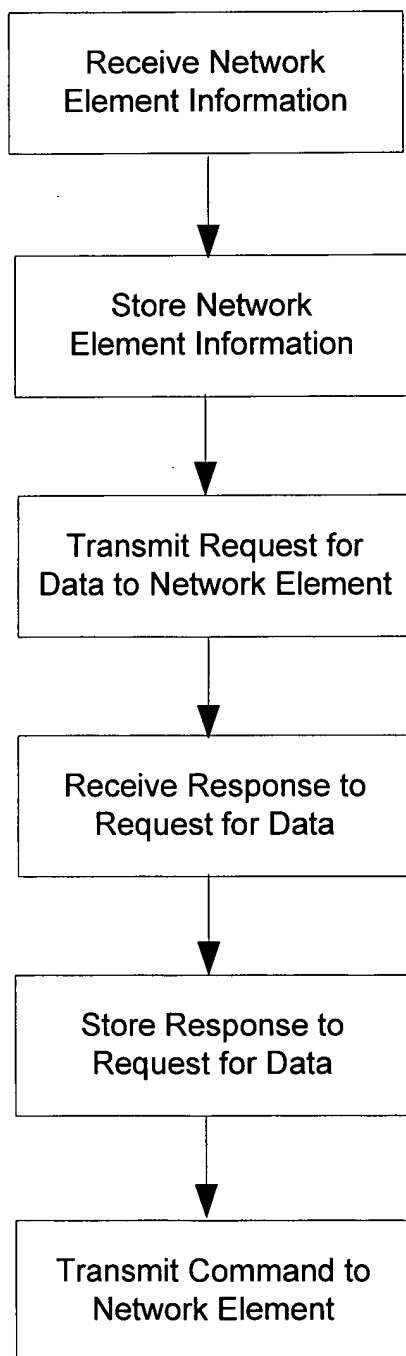 Receive Network
Element Information
Store Network
Element Information
Transmit Request for
Data to Network Element
Receive Response to
Request for Data
Store Response to
Request for Data
Transmit Command to
Network Element